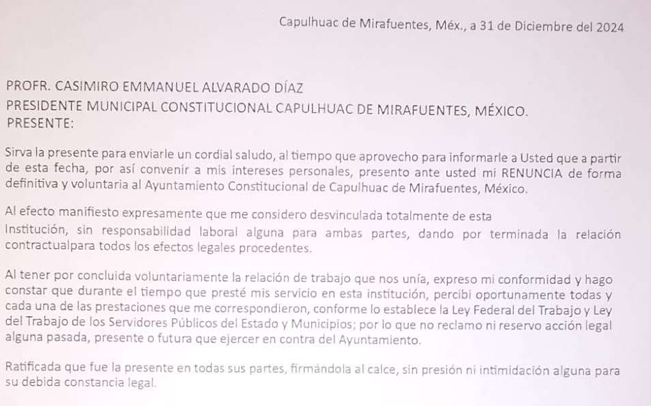 Capulhuac de Mirafuentes, Méx., a 31 de Diciembre del 2024
PROFR. CASIMIRO EMMANUEL ALVARADO DÍAZ
PRESIDENTE MUNICIPAL CONSTITUCIONAL CAPULHUAC DE MIRAFUENTES, MÉXICO.
PRESENTE:
Sirva la presente para enviarle un cordial saludo, al tiempo que aprovecho para informarle a Usted que a partir
de esta fecha, por así convenir a mis intereses personales, presento ante usted mi RENUNCIA de forma
definitiva y voluntaria al Ayuntamiento Constitucional de Capulhuac de Mirafuentes, México.
Al efecto manifiesto expresamente que me considero desvinculada totalmente de esta
Institución, sin responsabilidad laboral alguna para ambas partes, dando por terminada la relación
contractualpara todos los efectos legales procedentes.
Al tener por concluida voluntariamente la relación de trabajo que nos unía, expreso mi conformidad y hago
constar que durante el tiempo que presté mis servicio en esta institución, percibi oportunamente todas y
cada una de las prestaciones que me correspondieron, conforme lo establece la Ley Federal del Trabajo y Ley
del Trabajo de los Servidores Públicos del Estado y Municipios; por lo que no reclamo ni reservo acción legal
alguna pasada, presente o futura que ejercer en contra del Ayuntamiento.
Ratificada que fue la presente en todas sus partes, firmándola al calce, sin presión ni intimidación alguna para
su debida constancia legal.